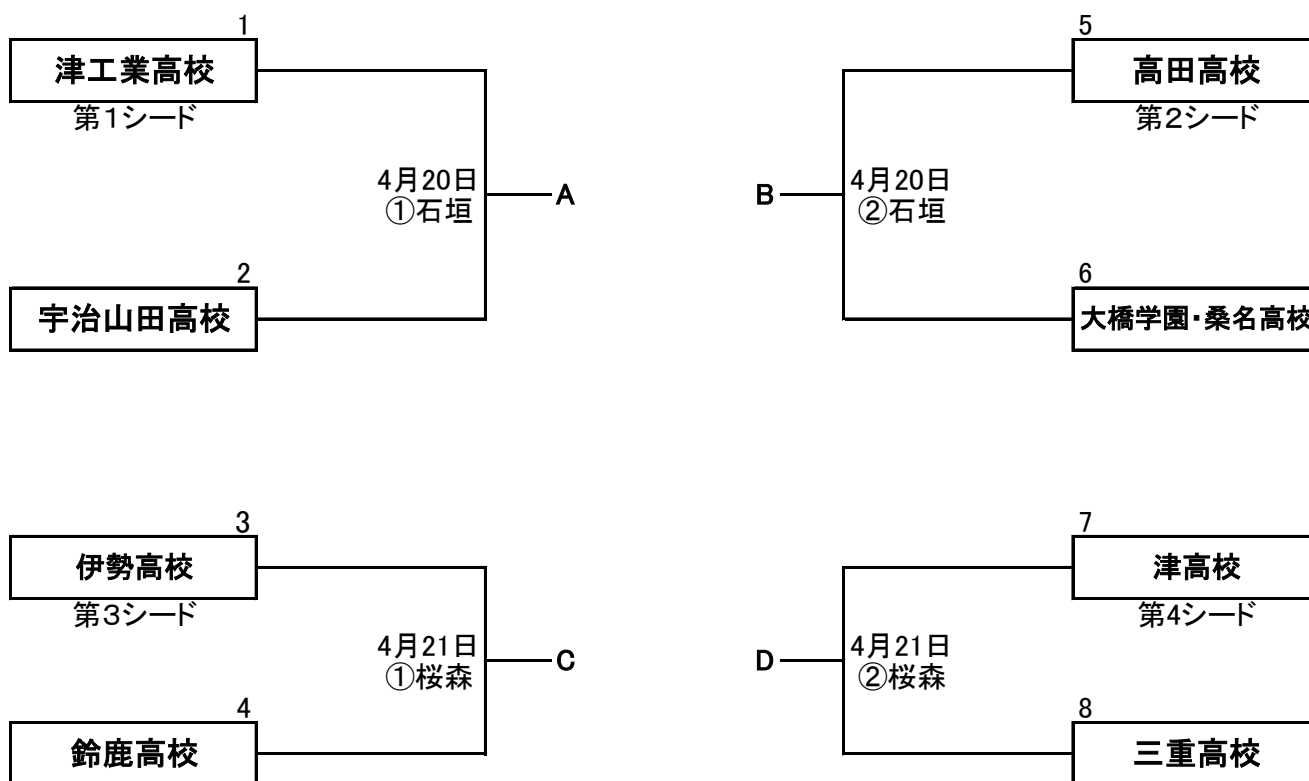 1
津工業高校
第1シード
4月20日
①石垣
A
2
宇治山田高校
5
高田高校
第2シード
B
4月20日
②石垣
6
大橋学園・桑名高校
3
伊勢高校
第3シード
4月21日
①桜森
C
4
鈴鹿高校
7
津高校
第4シード
D
4月21日
②桜森
8
三重高校